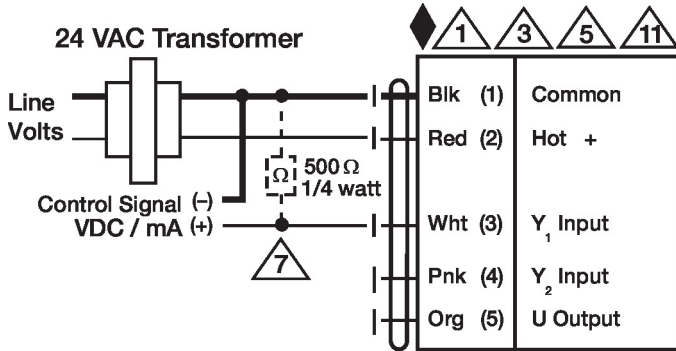 1 3 5 11
24 VAC Transformer
Line
Volts
Blk (1) Common
Red (2) Hot +
Ω 500 Ω
1/4 watt
Control Signal (–)
VDC / mA (+)
Wht (3) Y₁ Input
7
Pnk (4) Y₂ Input
Org (5) U Output